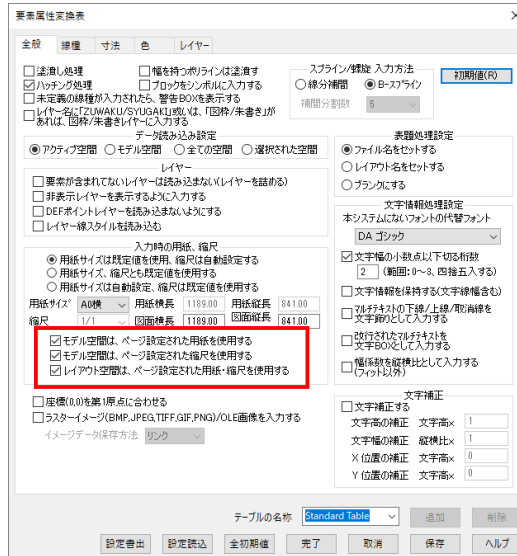 要素属性変換表
全般 線種 寸法 色 レイヤー
塗潰し処理 幅を持つポリラインは塗潰す
ハッチング処理 ブロックをシンボルに入力する
未定義の線種が入力されたら、警告BOXを表示する
レイヤー名に「ZUWAKU/SYUGAKU」或いは、「図枠/朱書き」が
あれば、図枠/朱書きレイヤーに入力する
スプライン/螺旋 入力方法
線分補間 B-スプライン
補間分割数 5
初期値(R)
データ読み込み設定
アクティブ空間 モデル空間 全ての空間 選択された空間
レイヤー
要素が含まれてないレイヤーは読み込まない(レイヤーを詰める)
非表示レイヤーを表示するように入力する
DEFポイントレイヤーを読み込まないようにする
レイヤー線スタイルを読み込む
入力時の用紙、縮尺
用紙サイズは既定値を使用、縮尺は自動設定する
用紙サイズ、縮尺とも既定値を使用する
用紙サイズは自動設定、縮尺は既定値を使用する
用紙サイズ A0横 用紙横長 1189.00 用紙縦長 841.00
縮尺 1/1 図面横長 1189.00 図面縦長 841.00
モデル空間は、ページ設定された用紙を使用する
モデル空間は、ページ設定された縮尺を使用する
レイアウト空間は、ページ設定された用紙・縮尺を使用する
座標(0,0)を第1原点に合わせる
ラスターイメージ(BMP,JPEG,TIFF,GIF,PNG)/OLE画像を入力する
イメージデータ保存方法 リンク
表題処理設定
ファイル名をセットする
レイアウト名をセットする
ブランクにする
文字情報処理設定
本システムにないフォントの代替フォント
DA ゴシック
文字幅の小数点以下切る桁数
2 (範囲:0~3、四捨五入する)
文字情報を保持する(文字線幅含む)
マルチテキストの下線/上線/取消線を
文字飾りとして入力する
改行されたマルチテキストを
文字BOXとして入力する
幅係数を縦横比として入力する
(フィット以外)
文字補正
文字補正する
文字高の補正 文字高× 1
文字幅の補正 縦横比× 1
X 位置の補正 文字高× 0
Y 位置の補正 文字高× 0
テーブルの名称 Standard Table 追加 削除
設定書出 設定読込 全初期値 完了 取消 保存 ヘルプ